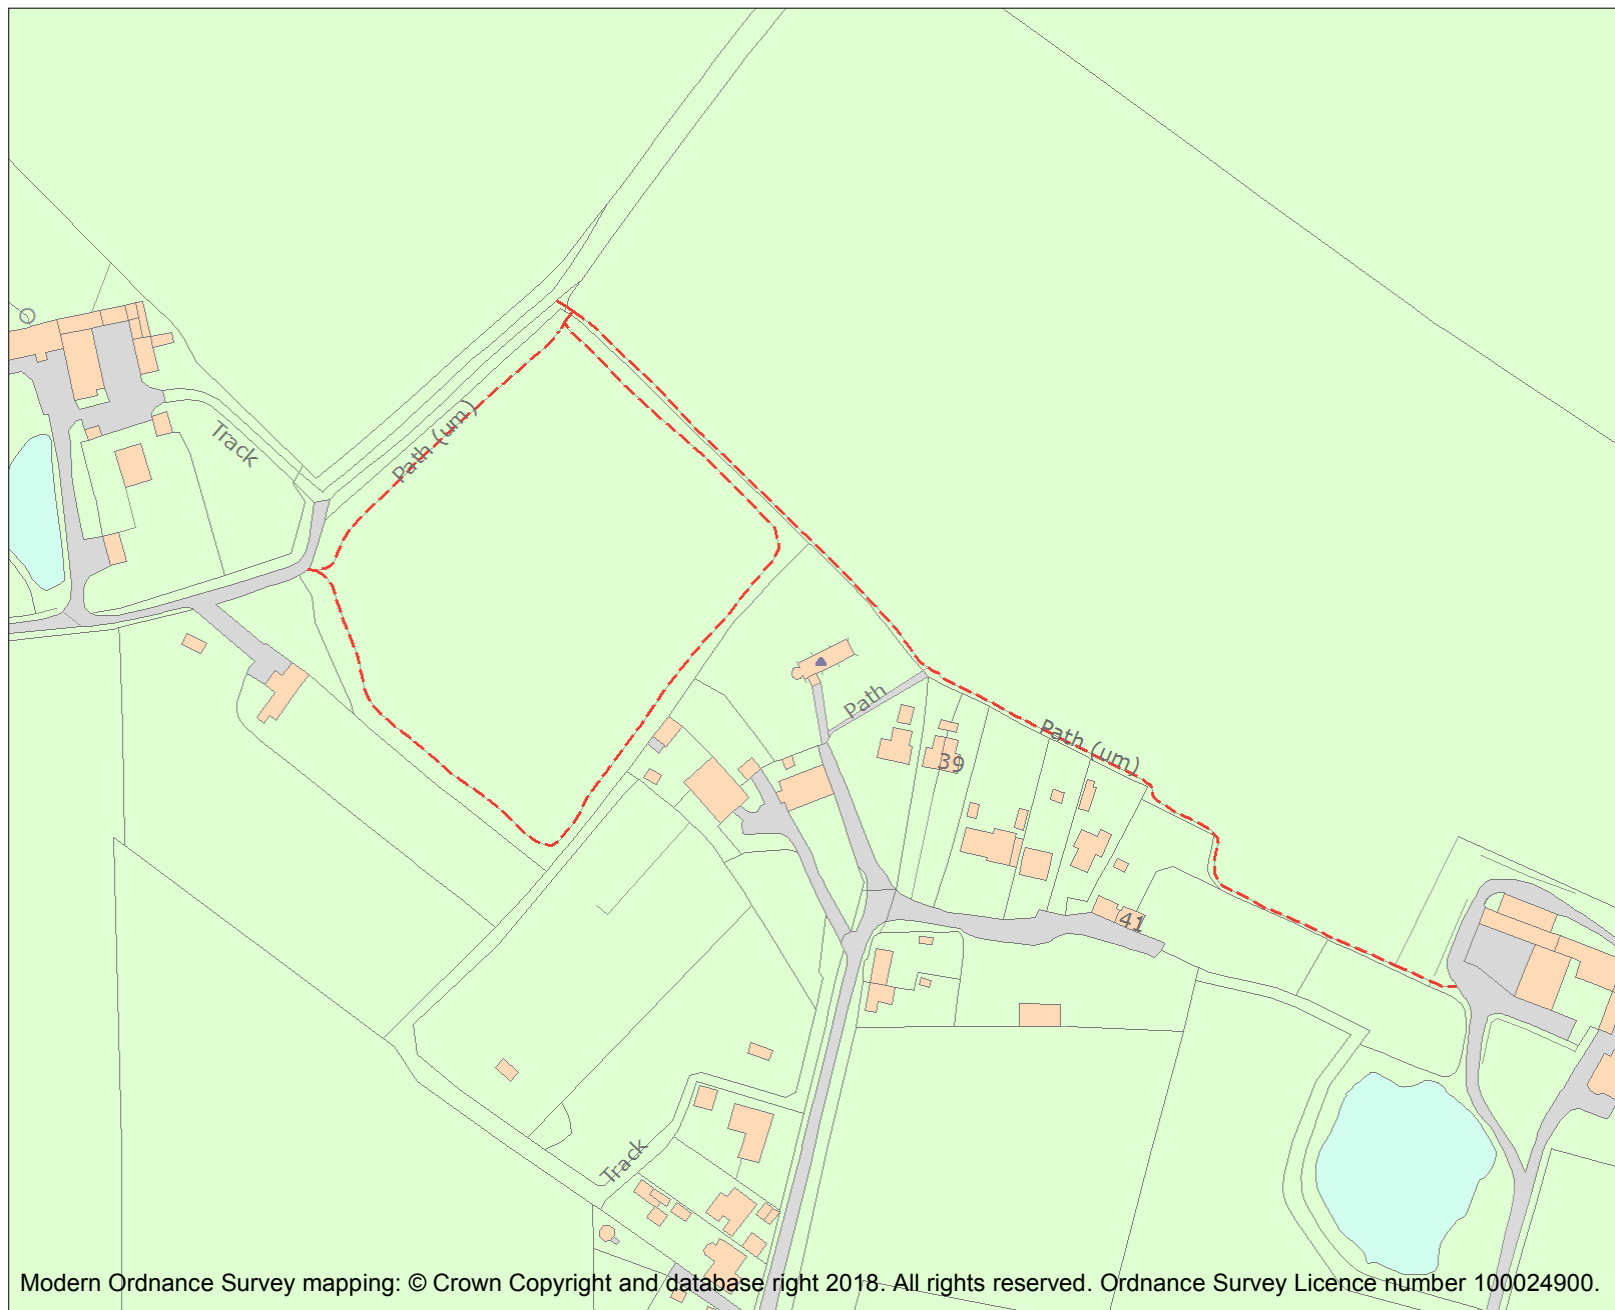 Track
Path (um)
Path
39
Path (um)
41
Track
Modern Ordnance Survey mapping: © Crown Copyright and database right 2018. All rights reserved. Ordnance Survey Licence number 100024900.